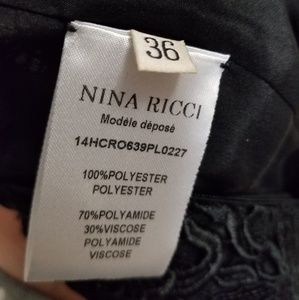 36
NINA RICCI
Modèle déposé
14HCRO639PL0227
100%POLYESTER
POLYESTER
70%POLYAMIDE
30%VISCOSE
POLYAMIDE
VISCOSE